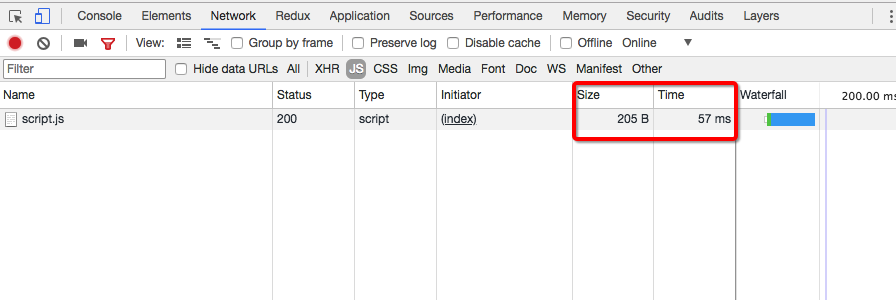 Console Elements Network Redux Application Sources Performance Memory Security Audits Layers
View: Group by frame Preserve log Disable cache Offline Online
Filter Hide data URLs All XHR JS CSS Img Media Font Doc WS Manifest Other
Name Status Type Initiator Size Time Waterfall 200.00 ms
script.js 200 script (index) 205 B 57 ms